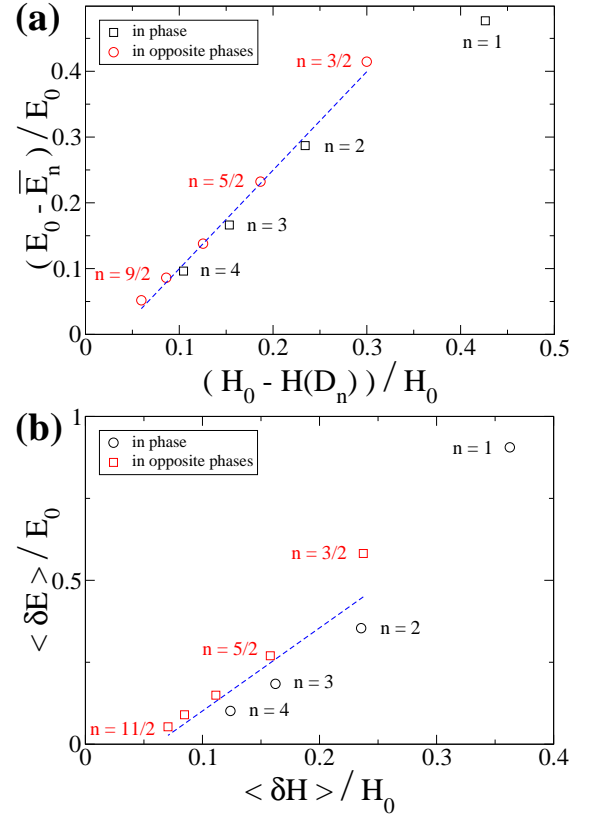 (a)
in phase
in opposite phases
n = 1
n = 3/2
n = 2
n = 5/2
n = 3
n = 9/2
n = 4
0
0.1
0.2
0.3
0.4
0
0.1
0.2
0.3
0.4
0.5
( E₀ - E̅ₙ ) / E₀
( H₀ - H(Dₙ) ) / H₀
(b)
in phase
in opposite phases
n = 1
n = 3/2
n = 2
n = 5/2
n = 3
n = 4
n = 11/2
0
0.5
1
0
0.1
0.2
0.3
0.4
< δE > / E₀
< δH > / H₀